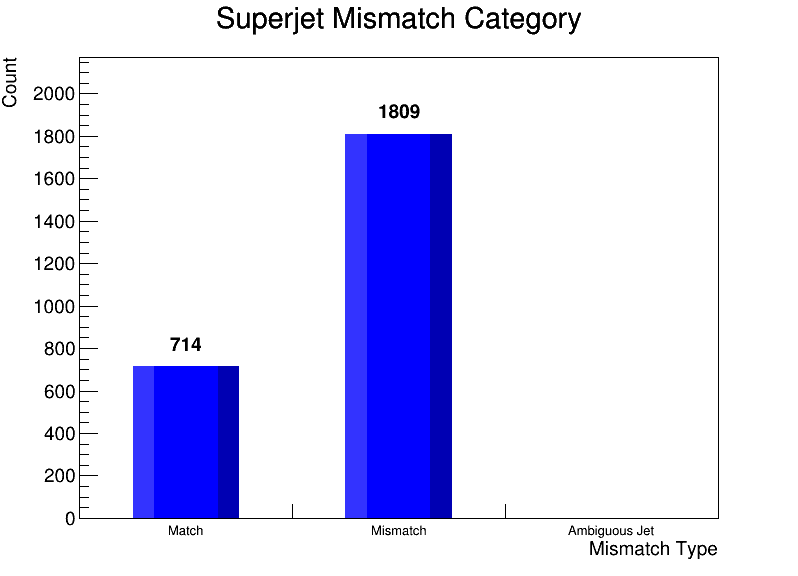 Superjet Mismatch Category
Count
2000
1800
1600
1400
1200
1000
800
600
400
200
0
714
1809
Match
Mismatch
Ambiguous Jet
Mismatch Type